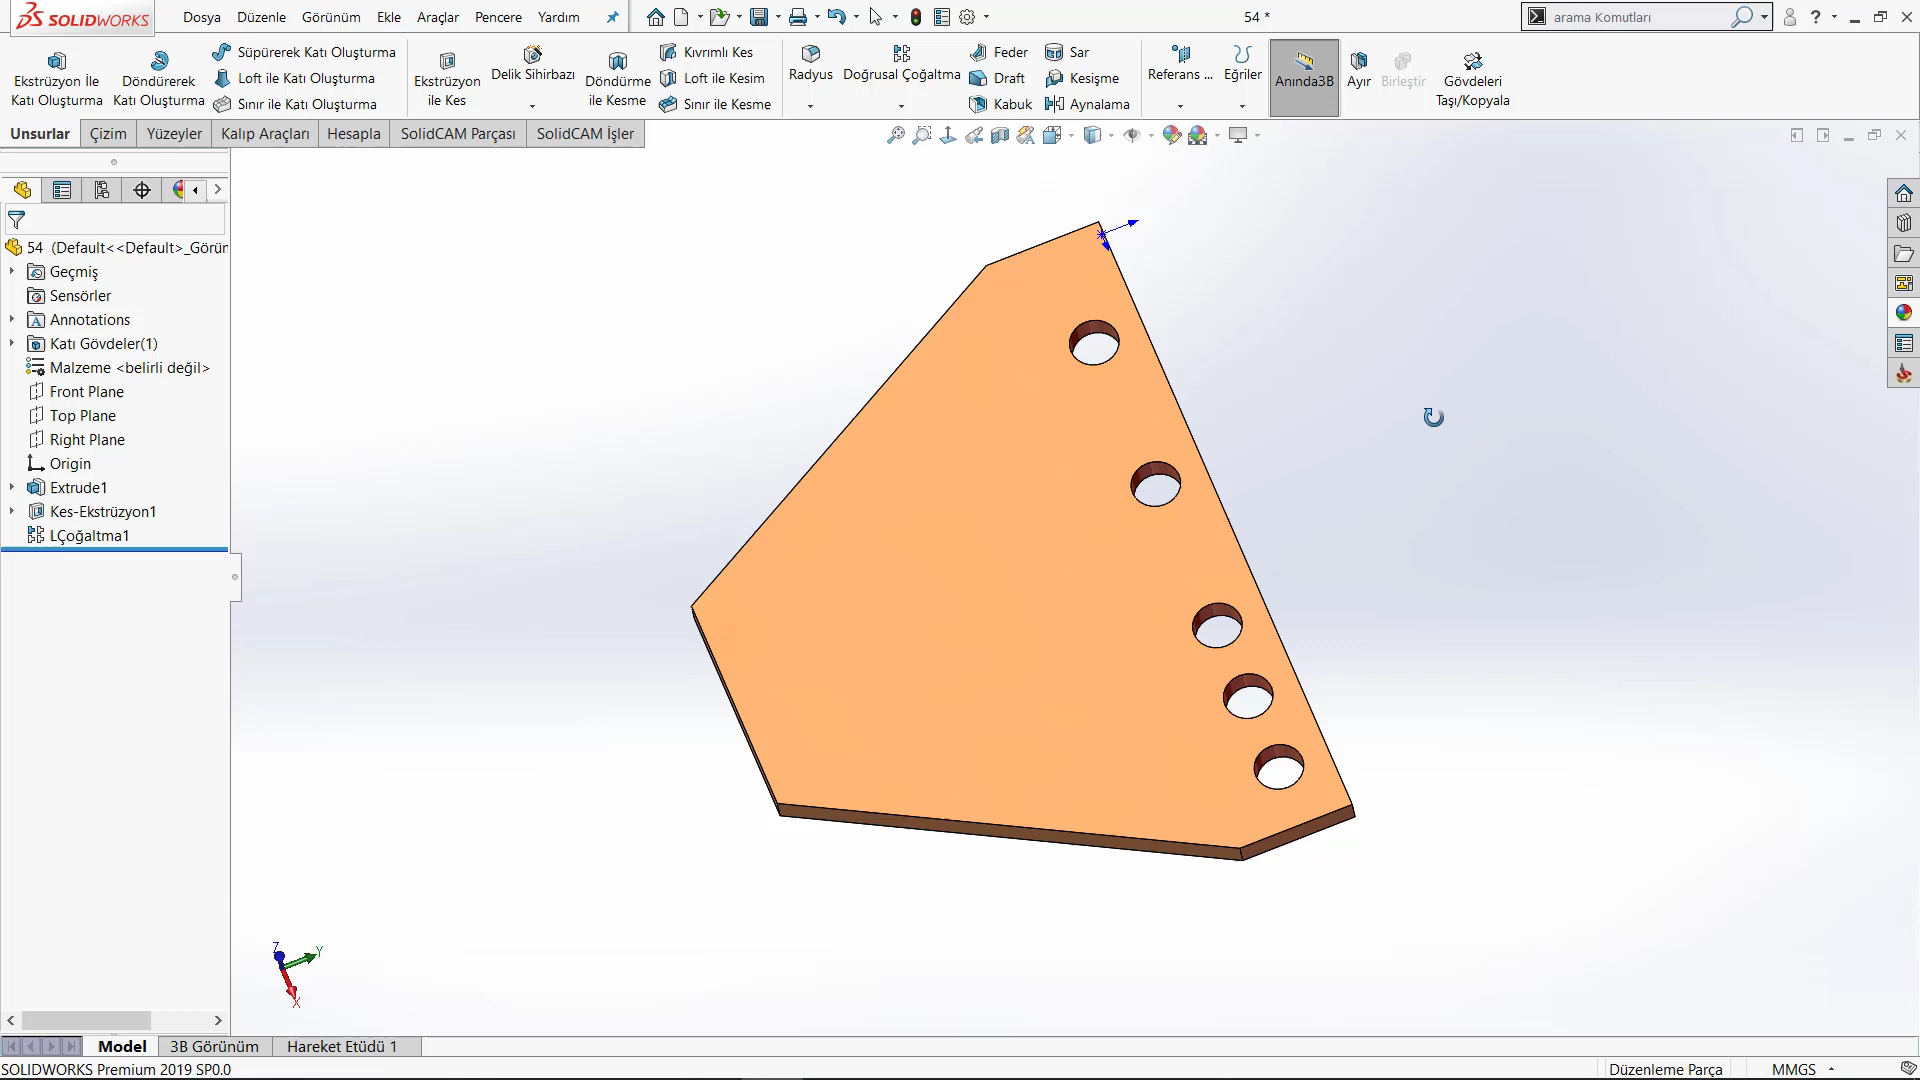 SOLIDWORKS
Dosya Düzenle Görünüm Ekle Araçlar Pencere Yardım
54 *
arama Komutları
Ekstrüzyon İle Katı Oluşturma
Döndürerek Katı Oluşturma
Süpürerek Katı Oluşturma
Loft ile Katı Oluşturma
Sınır ile Katı Oluşturma
Ekstrüzyon ile Kes
Delik Sihirbazı
Döndürme ile Kesme
Kıvrımlı Kes
Loft ile Kesim
Sınır ile Kesme
Radyus
Doğrusal Çoğaltma
Feder
Draft
Kabuk
Sar
Kesişme
Aynalama
Referans ...
Eğriler
Anında3B
Ayır
Birleştir
Gövdeleri Taşı/Kopyala
Unsurlar Çizim Yüzeyler Kalıp Araçları Hesapla SolidCAM Parçası SolidCAM İşler
54 (Default<<Default>_Görün
Geçmiş
Sensörler
Annotations
Katı Gövdeler(1)
Malzeme <belirli değil>
Front Plane
Top Plane
Right Plane
Origin
Extrude1
Kes-Ekstrüzyon1
LÇoğaltma1
Z
Y
X
Model 3B Görünüm Hareket Etüdü 1
SOLIDWORKS Premium 2019 SP0.0
Düzenleme Parça
MMGS